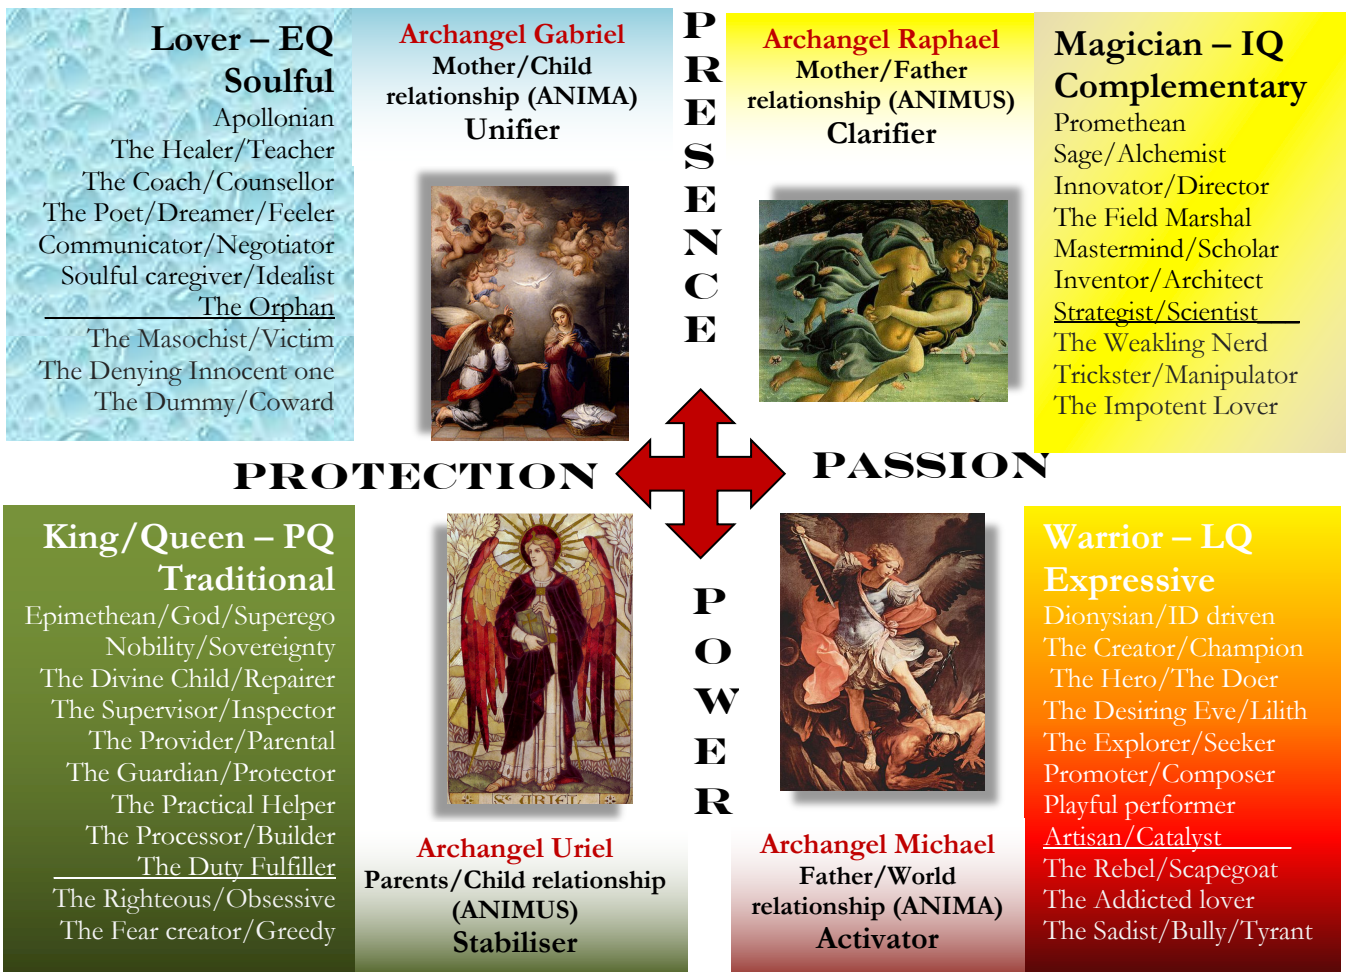 Lover – EQ
Soulful
Apollonian
The Healer/Teacher
The Coach/Counsellor
The Poet/Dreamer/Feeler
Communicator/Negotiator
Soulful caregiver/Idealist
The Orphan
The Masochist/Victim
The Denying Innocent one
The Dummy/Coward
Archangel Gabriel
Mother/Child
relationship (ANIMA)
Unifier
PRESENCE
Archangel Raphael
Mother/Father
relationship (ANIMUS)
Clarifier
Magician – IQ
Complementary
Promethean
Sage/Alchemist
Innovator/Director
The Field Marshal
Mastermind/Scholar
Inventor/Architect
Strategist/Scientist
The Weakling Nerd
Trickster/Manipulator
The Impotent Lover
PROTECTION
PASSION
King/Queen – PQ
Traditional
Epimethean/God/Superego
Nobility/Sovereignty
The Divine Child/Repairer
The Supervisor/Inspector
The Provider/Parental
The Guardian/Protector
The Practical Helper
The Processor/Builder
The Duty Fulfiller
The Righteous/Obsessive
The Fear creator/Greedy
Sᵗ URIEL
Archangel Uriel
Parents/Child relationship
(ANIMUS)
Stabiliser
POWER
Archangel Michael
Father/World
relationship (ANIMA)
Activator
Warrior – LQ
Expressive
Dionysian/ID driven
The Creator/Champion
The Hero/The Doer
The Desiring Eve/Lilith
The Explorer/Seeker
Promoter/Composer
Playful performer
Artisan/Catalyst
The Rebel/Scapegoat
The Addicted lover
The Sadist/Bully/Tyrant